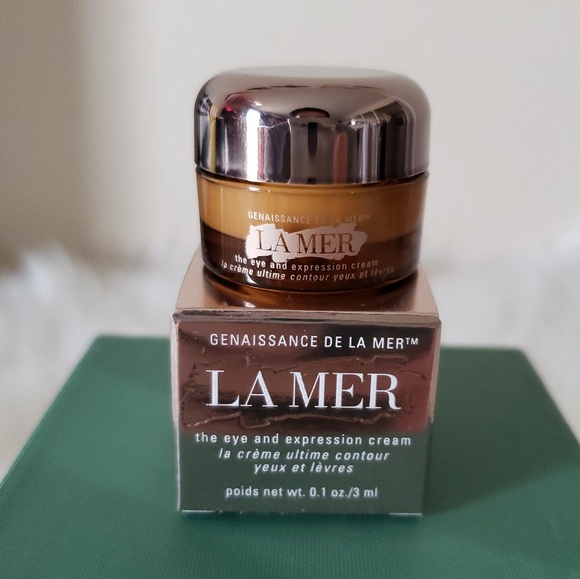 GENAISSANCE DE LA MER™
LA MER
the eye and expression cream
la crème ultime contour yeux et lèvres
GENAISSANCE DE LA MER™
LA MER
the eye and expression cream
la crème ultime contour
yeux et lèvres
poids net wt. 0.1 oz./3 ml